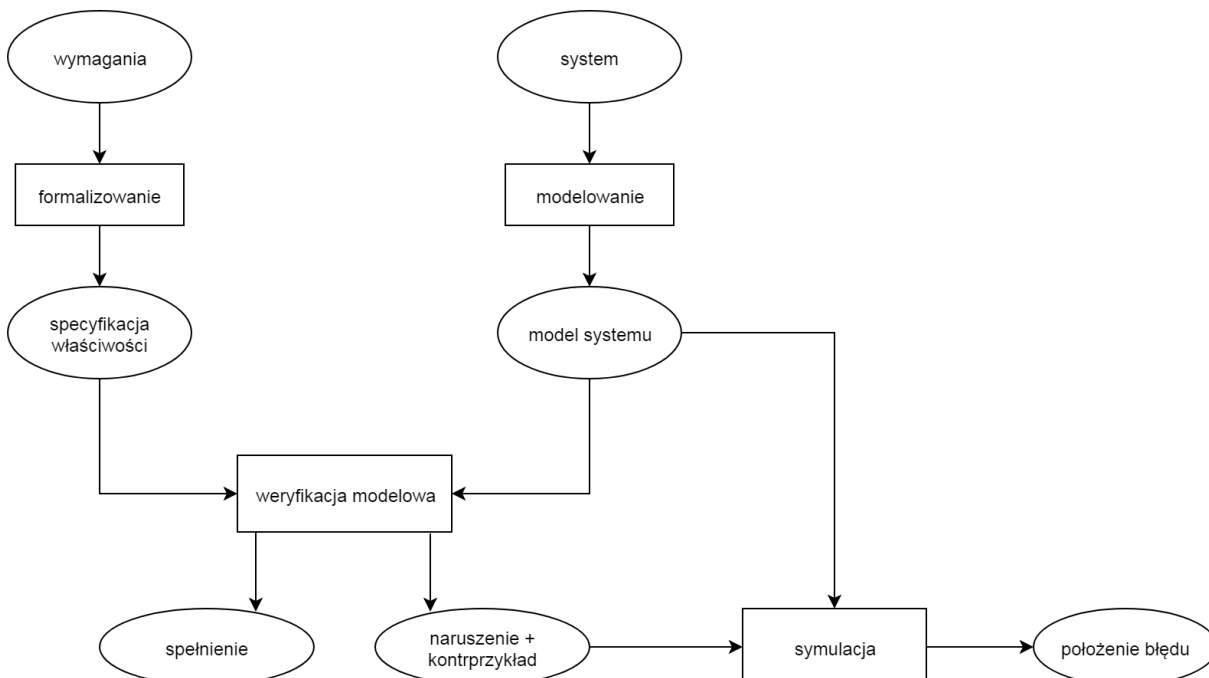 wymagania
system
formalizowanie
modelowanie
specyfikacja
właściwości
model systemu
weryfikacja modelowa
spełnienie
naruszenie +
kontrprzykład
symulacja
położenie błędu